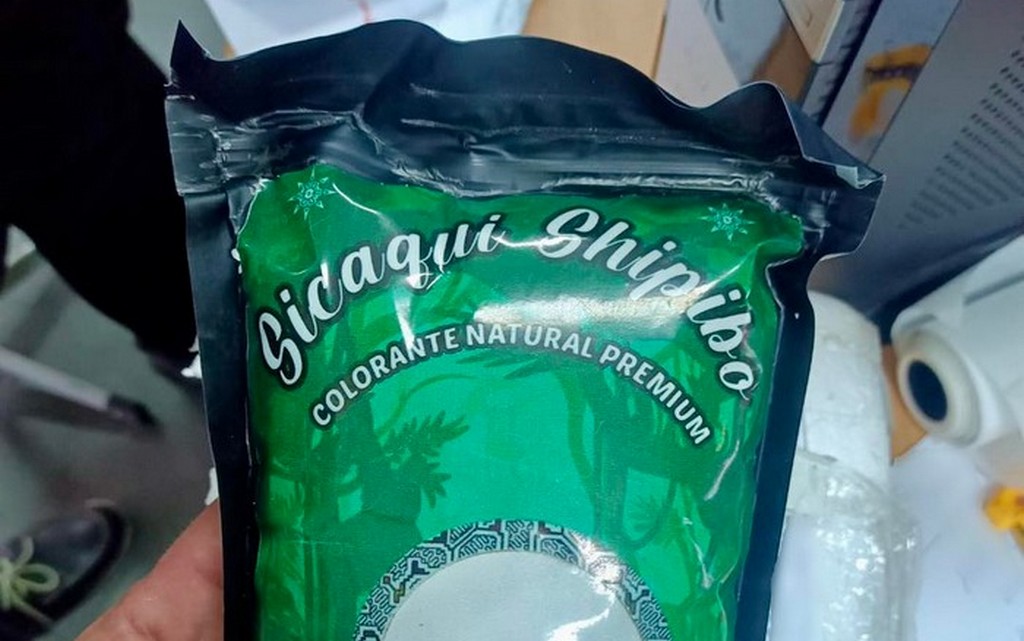 Sicaqui Shipibo
COLORANTE NATURAL PREMIUM